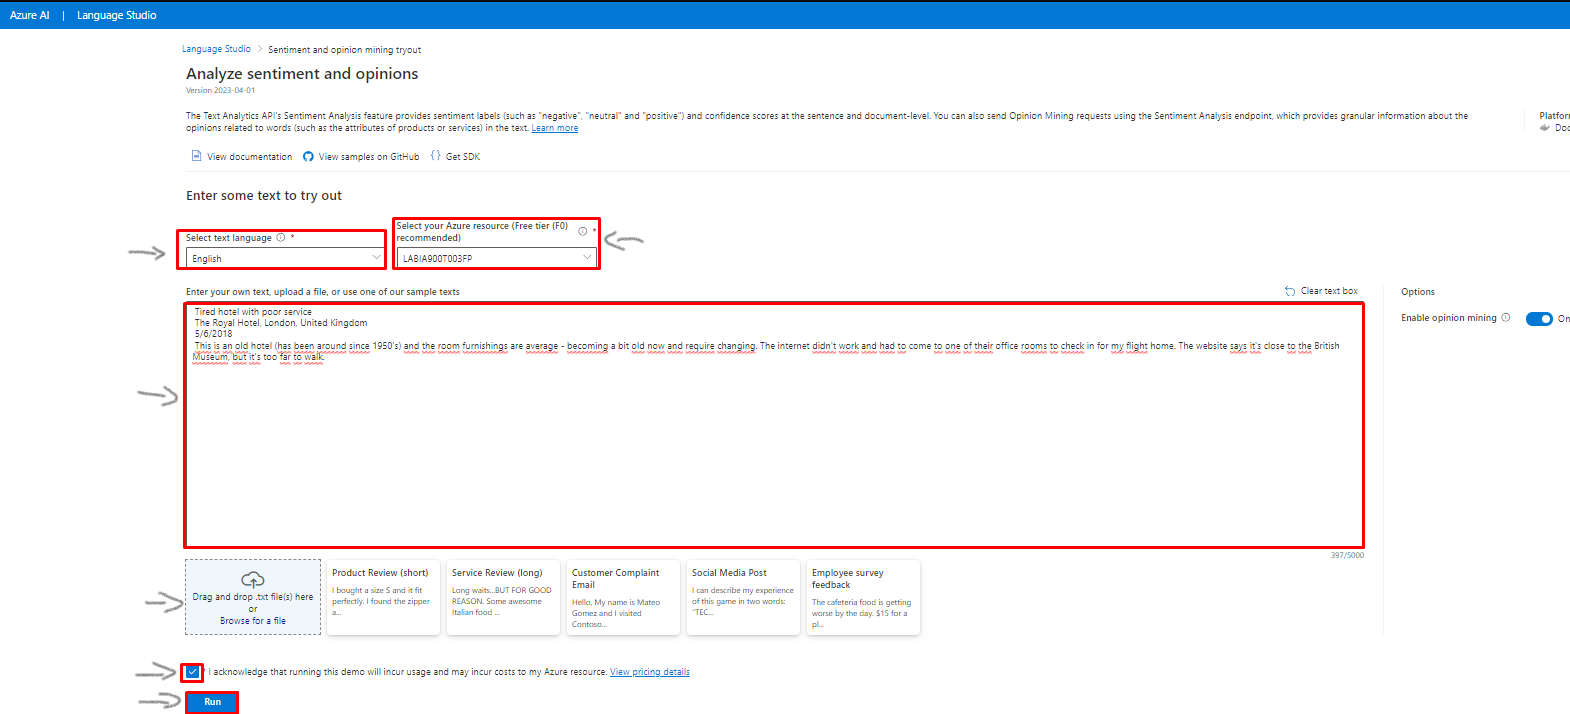 Azure AI | Language Studio
Language Studio > Sentiment and opinion mining tryout
Analyze sentiment and opinions
Version 2023-04-01
The Text Analytics API's Sentiment Analysis feature provides sentiment labels (such as "negative", "neutral" and "positive") and confidence scores at the sentence and document-level. You can also send Opinion Mining requests using the Sentiment Analysis endpoint, which provides granular information about the
opinions related to words (such as the attributes of products or services) in the text. Learn more
Platforr
Doc
View documentation View samples on GitHub {} Get SDK
Enter some text to try out
Select text language *
English
Select your Azure resource (Free tier (F0)
recommended) *
LABIA900T003FP
Enter your own text, upload a file, or use one of our sample texts
Clear text box
Options
Enable opinion mining On
Tired hotel with poor service
The Royal Hotel, London, United Kingdom
5/6/2018
This is an old hotel (has been around since 1950's) and the room furnishings are average - becoming a bit old now and require changing. The internet didn't work and had to come to one of their office rooms to check in for my flight home. The website says it's close to the British
Museum, but it's too far to walk.
397/5000
Drag and drop .txt file(s) here
or
Browse for a file
Product Review (short)
I bought a size S and it fit
perfectly. I found the zipper
a...
Service Review (long)
Long waits...BUT FOR GOOD
REASON. Some awesome
Italian food ...
Customer Complaint
Email
Hello, My name is Mateo
Gomez and I visited
Contoso...
Social Media Post
I can describe my experience
of this game in two words:
"TEC...
Employee survey
feedback
The cafeteria food is getting
worse by the day. $15 for a
pl...
* I acknowledge that running this demo will incur usage and may incur costs to my Azure resource. View pricing details
Run